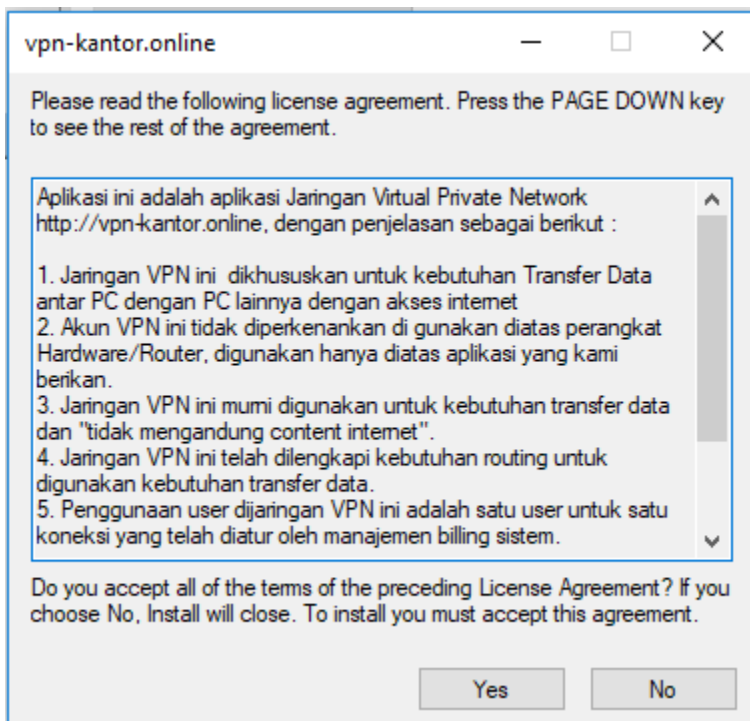 vpn-kantor.online
Please read the following license agreement. Press the PAGE DOWN key
to see the rest of the agreement.
Aplikasi ini adalah aplikasi Jaringan Virtual Private Network
http://vpn-kantor.online, dengan penjelasan sebagai berikut :
1. Jaringan VPN ini  dikhususkan untuk kebutuhan Transfer Data
antar PC dengan PC lainnya dengan akses internet
2. Akun VPN ini tidak diperkenankan di gunakan diatas perangkat
Hardware/Router, digunakan hanya diatas aplikasi yang kami
berikan.
3. Jaringan VPN ini murni digunakan untuk kebutuhan transfer data
dan "tidak mengandung content internet".
4. Jaringan VPN ini telah dilengkapi kebutuhan routing untuk
digunakan kebutuhan transfer data.
5. Penggunaan user dijaringan VPN ini adalah satu user untuk satu
koneksi yang telah diatur oleh manajemen billing sistem.
Do you accept all of the terms of the preceding License Agreement? If you
choose No, Install will close. To install you must accept this agreement.
Yes
No